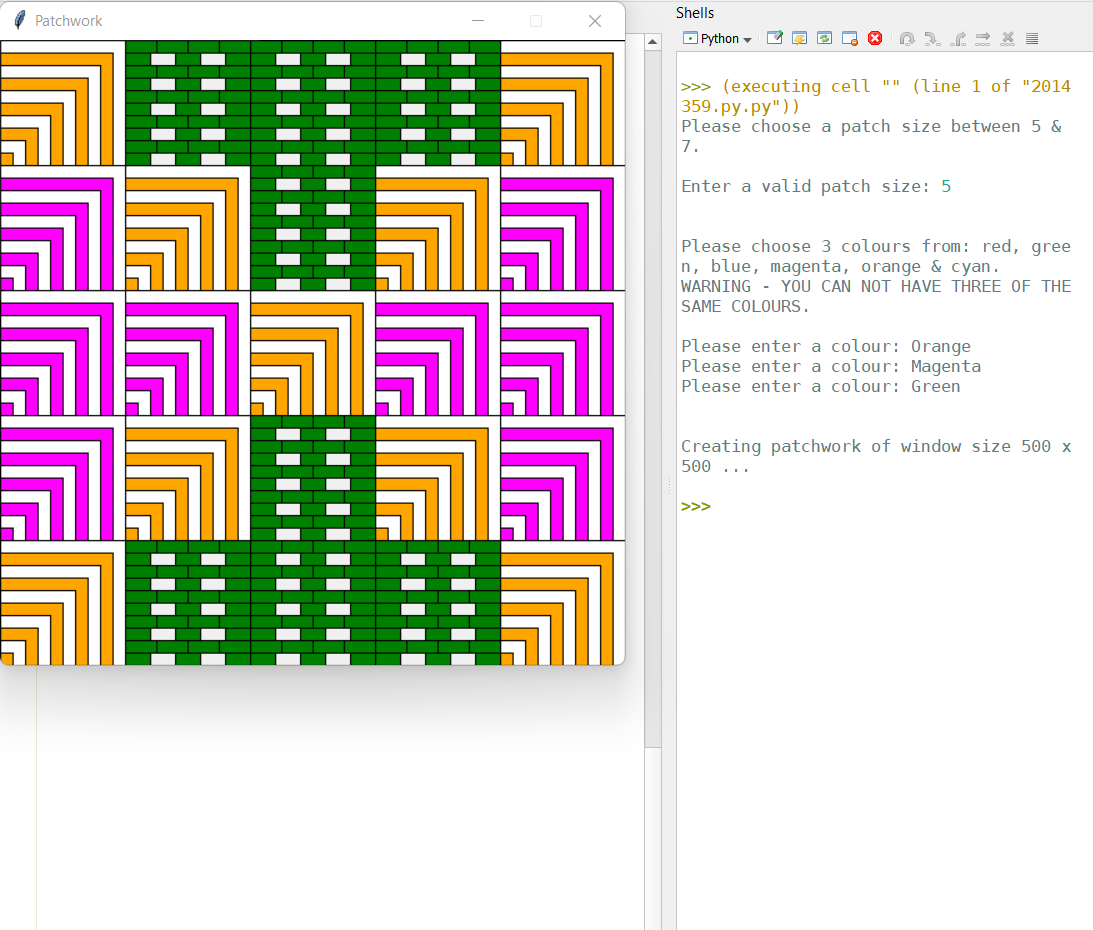 Patchwork
Shells
Python
>>> (executing cell "" (line 1 of "2014
359.py.py"))
Please choose a patch size between 5 &
7.
Enter a valid patch size: 5
Please choose 3 colours from: red, gree
n, blue, magenta, orange & cyan.
WARNING - YOU CAN NOT HAVE THREE OF THE
SAME COLOURS.
Please enter a colour: Orange
Please enter a colour: Magenta
Please enter a colour: Green
Creating patchwork of window size 500 x
500 ...
>>>